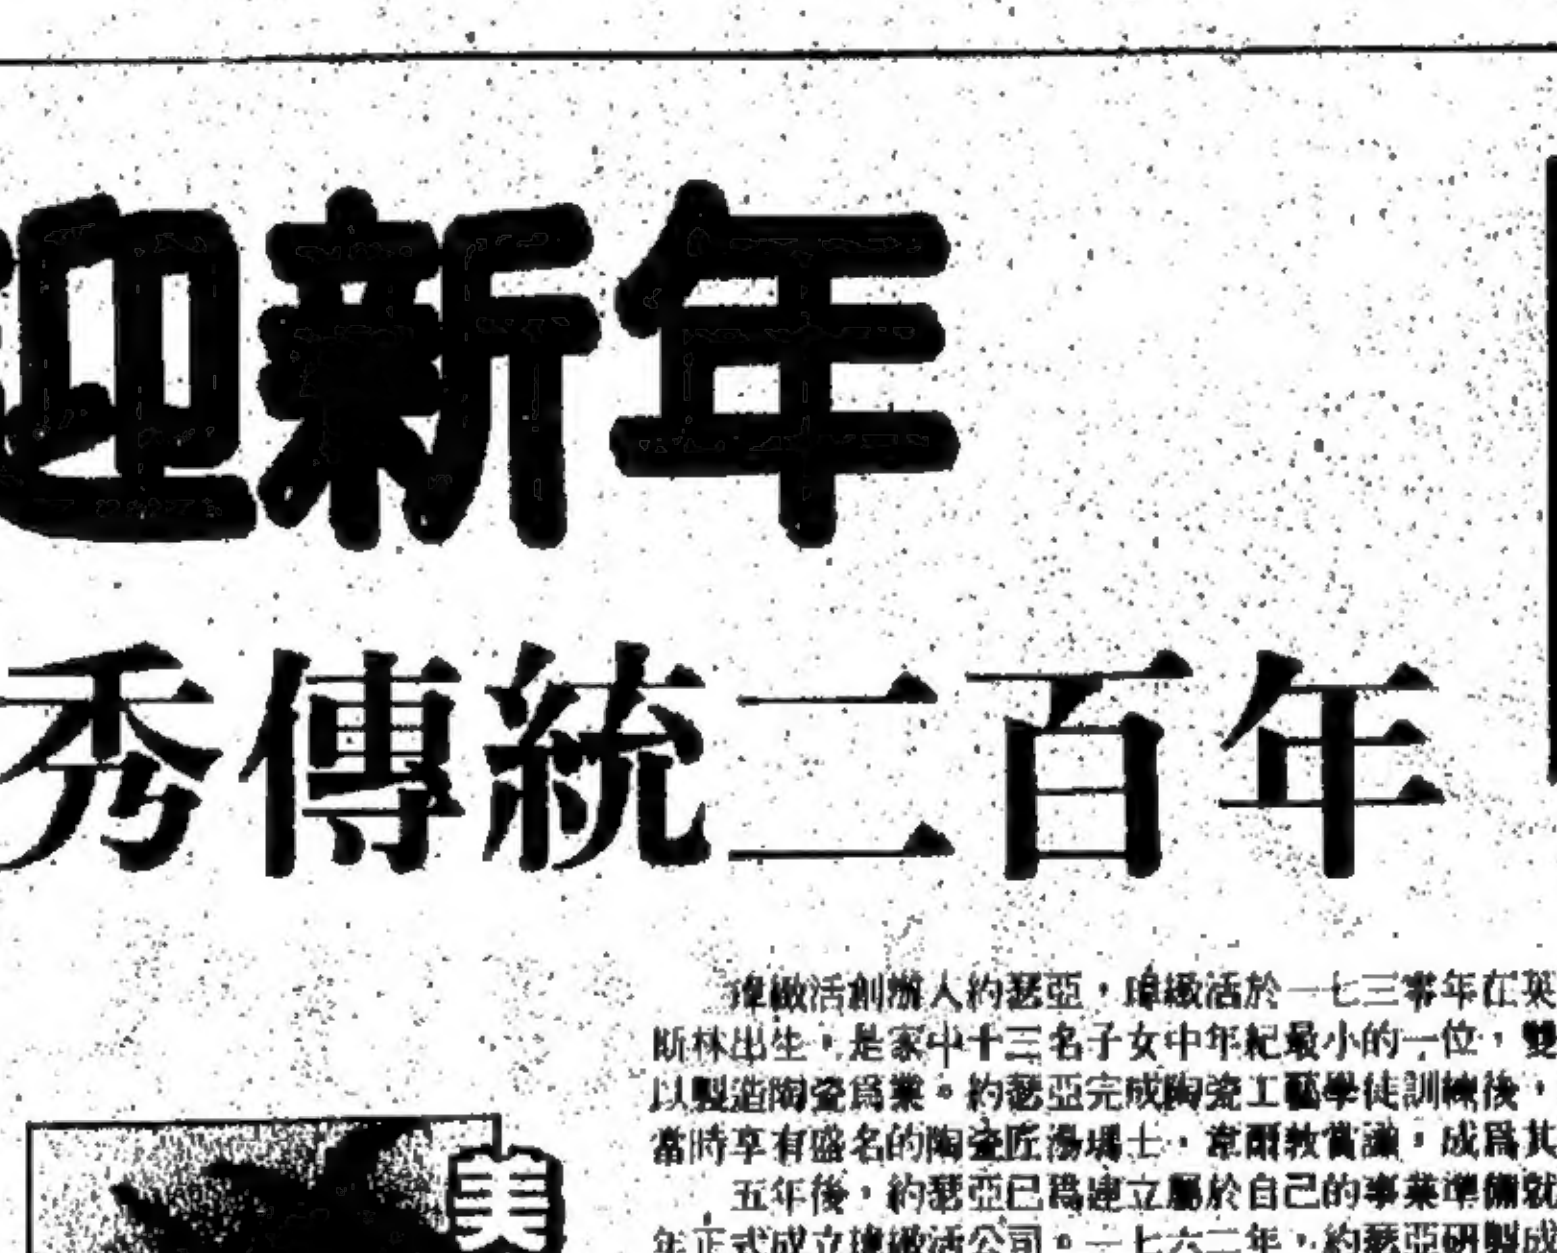 迎新年
秀傳統二百年
瑋緻活創辦人約瑟亞,瑋緻活於一七三零年在英
斯林出生,是家中十三名子女中年紀最小的一位,雙
以製造陶瓷爲業。約瑟亞完成陶瓷工藝學徒訓練後,
當時享有盛名的陶瓷匠湯瑪士,韋爾敦賞識,成爲其
五年後,約瑟亞已爲建立屬於自己的事業準備就
年正式成立瑋緻活公司。一七六二年,約瑟亞研製成
美